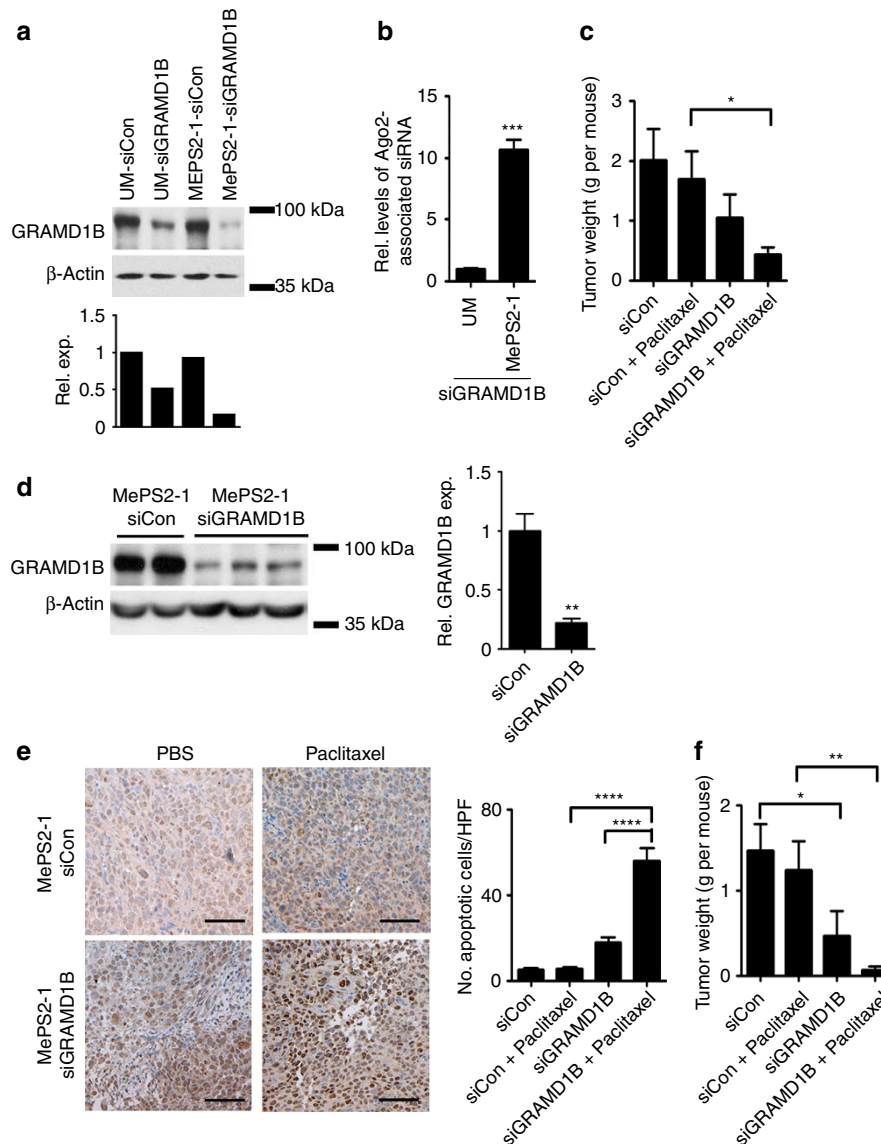 a
UM-siCon
UM-siGRAMD1B
MEPS2-1-siCon
MePS2-1-siGRAMD1B
GRAMD1B
100 kDa
β-Actin
35 kDa
Rel. exp.
1.5
1
0.5
0
b
Rel. levels of Ago2-
associated siRNA
15
10
5
0
***
UM
MePS2-1
siGRAMD1B
c
Tumor weight (g per mouse)
3
2
1
0
*
siCon
siCon + Paclitaxel
siGRAMD1B
siGRAMD1B + Paclitaxel
d
MePS2-1
siCon
MePS2-1
siGRAMD1B
GRAMD1B
100 kDa
β-Actin
35 kDa
Rel. GRAMD1B exp.
1.5
1
0.5
0
**
siCon
siGRAMD1B
e
PBS
Paclitaxel
MePS2-1
siCon
MePS2-1
siGRAMD1B
No. apoptotic cells/HPF
80
40
0
****
****
siCon
siCon + Paclitaxel
siGRAMD1B
siGRAMD1B + Paclitaxel
f
Tumor weight (g per mouse)
2
1
0
**
*
siCon
siCon + Paclitaxel
siGRAMD1B
siGRAMD1B + Paclitaxel